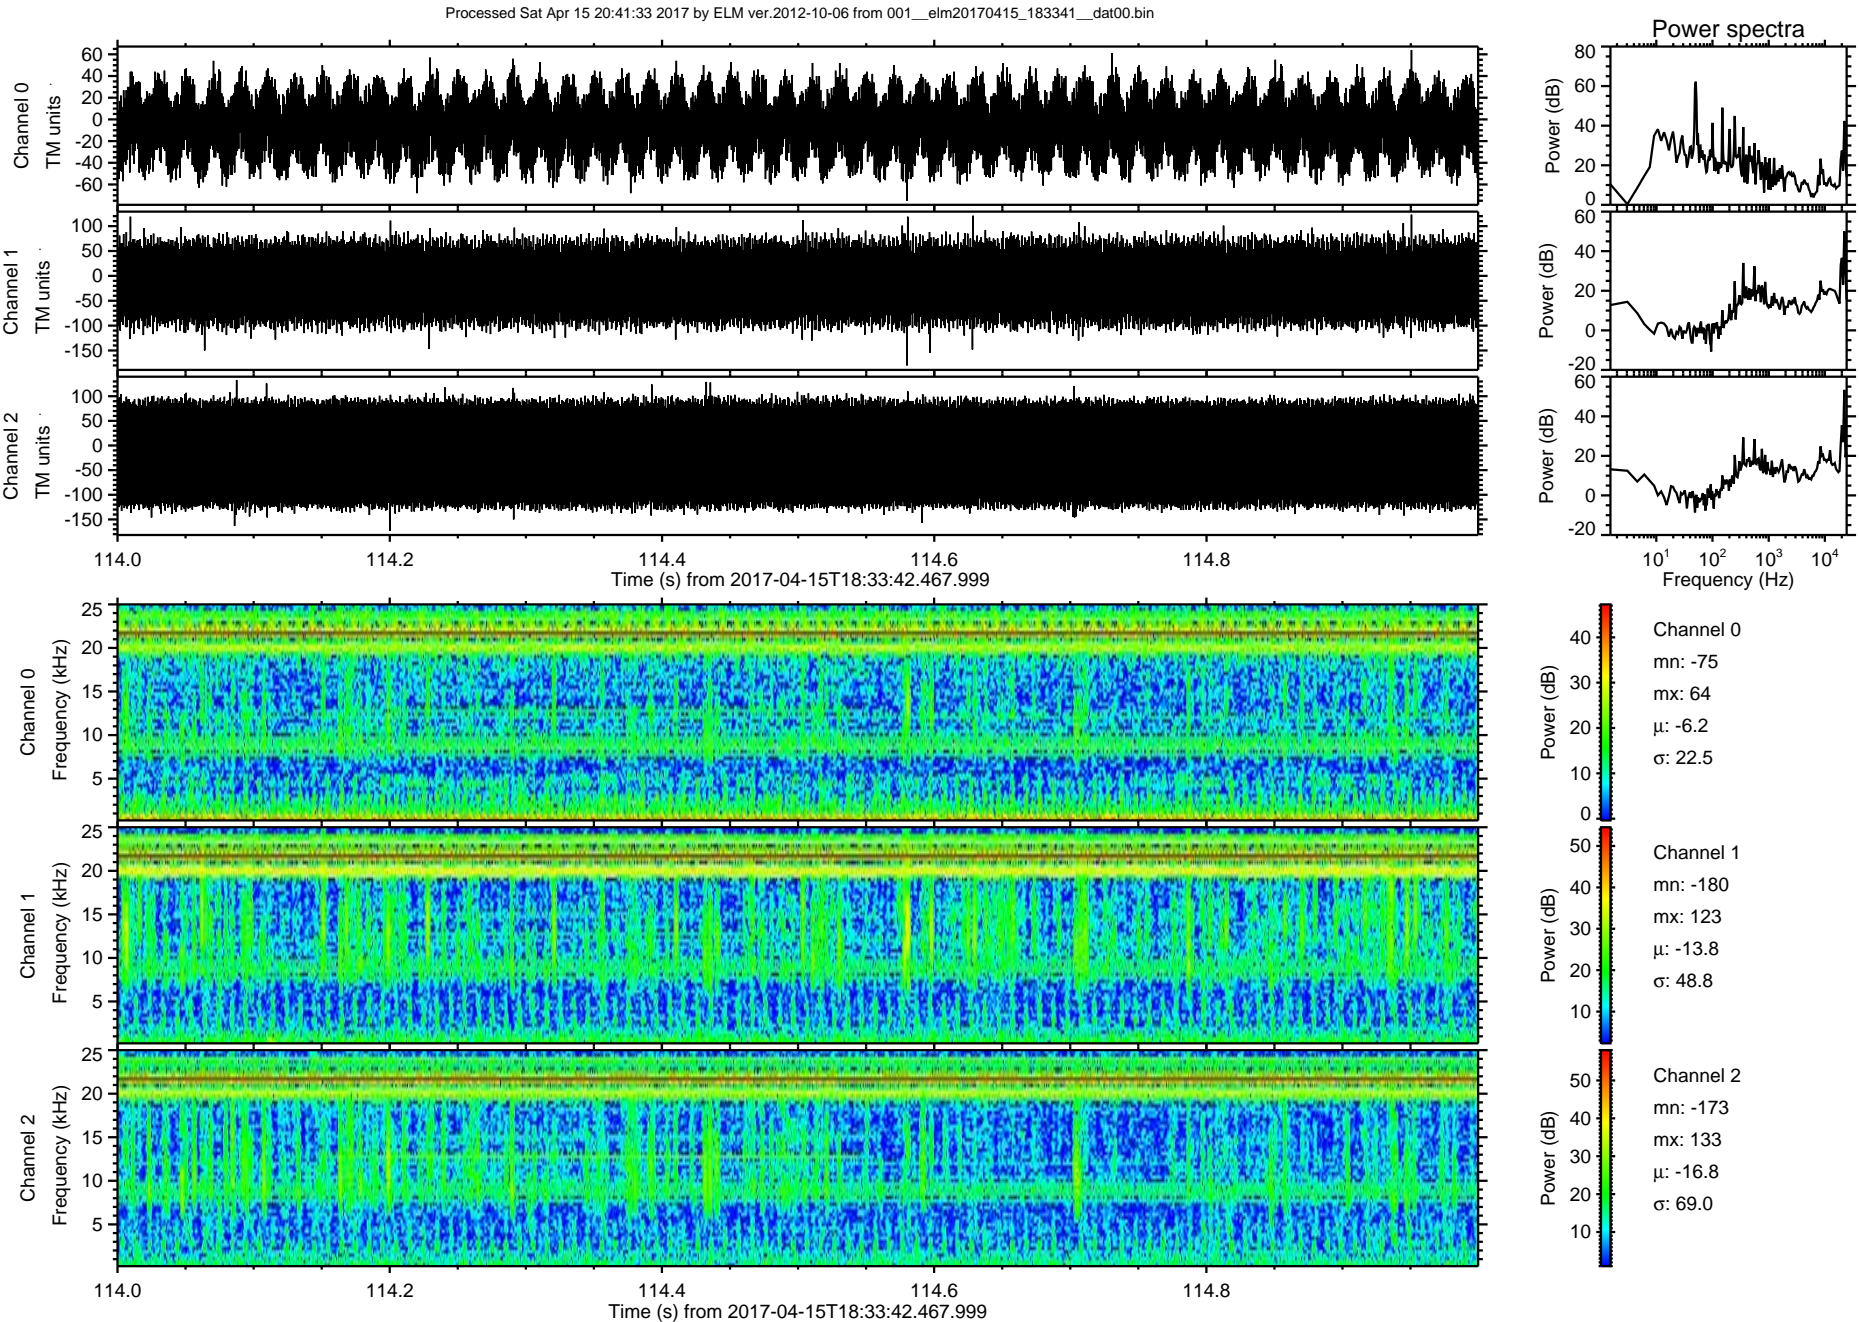 Processed Sat Apr 15 20:41:33 2017 by ELM ver.2012-10-06 from 001__elm20170415_183341__dat00.bin
Power spectra
Channel 0
TM units
60
40
20
0
-20
-40
-60
Power (dB)
80
60
40
20
0
Channel 1
TM units
100
50
0
-50
-100
-150
Power (dB)
60
40
20
0
-20
Channel 2
TM units
100
50
0
-50
-100
-150
Power (dB)
60
40
20
0
-20
114.0 114.2 114.4 114.6 114.8
Time (s) from 2017-04-15T18:33:42.467.999
10^1 10^2 10^3 10^4
Frequency (Hz)
Channel 0
Frequency (kHz)
25
20
15
10
5
Power (dB)
40
30
20
10
0
Channel 0
mn: -75
mx: 64
μ: -6.2
σ: 22.5
Channel 1
Frequency (kHz)
25
20
15
10
5
Power (dB)
50
40
30
20
10
Channel 1
mn: -180
mx: 123
μ: -13.8
σ: 48.8
Channel 2
Frequency (kHz)
25
20
15
10
5
Power (dB)
50
40
30
20
10
Channel 2
mn: -173
mx: 133
μ: -16.8
σ: 69.0
114.0 114.2 114.4 114.6 114.8
Time (s) from 2017-04-15T18:33:42.467.999